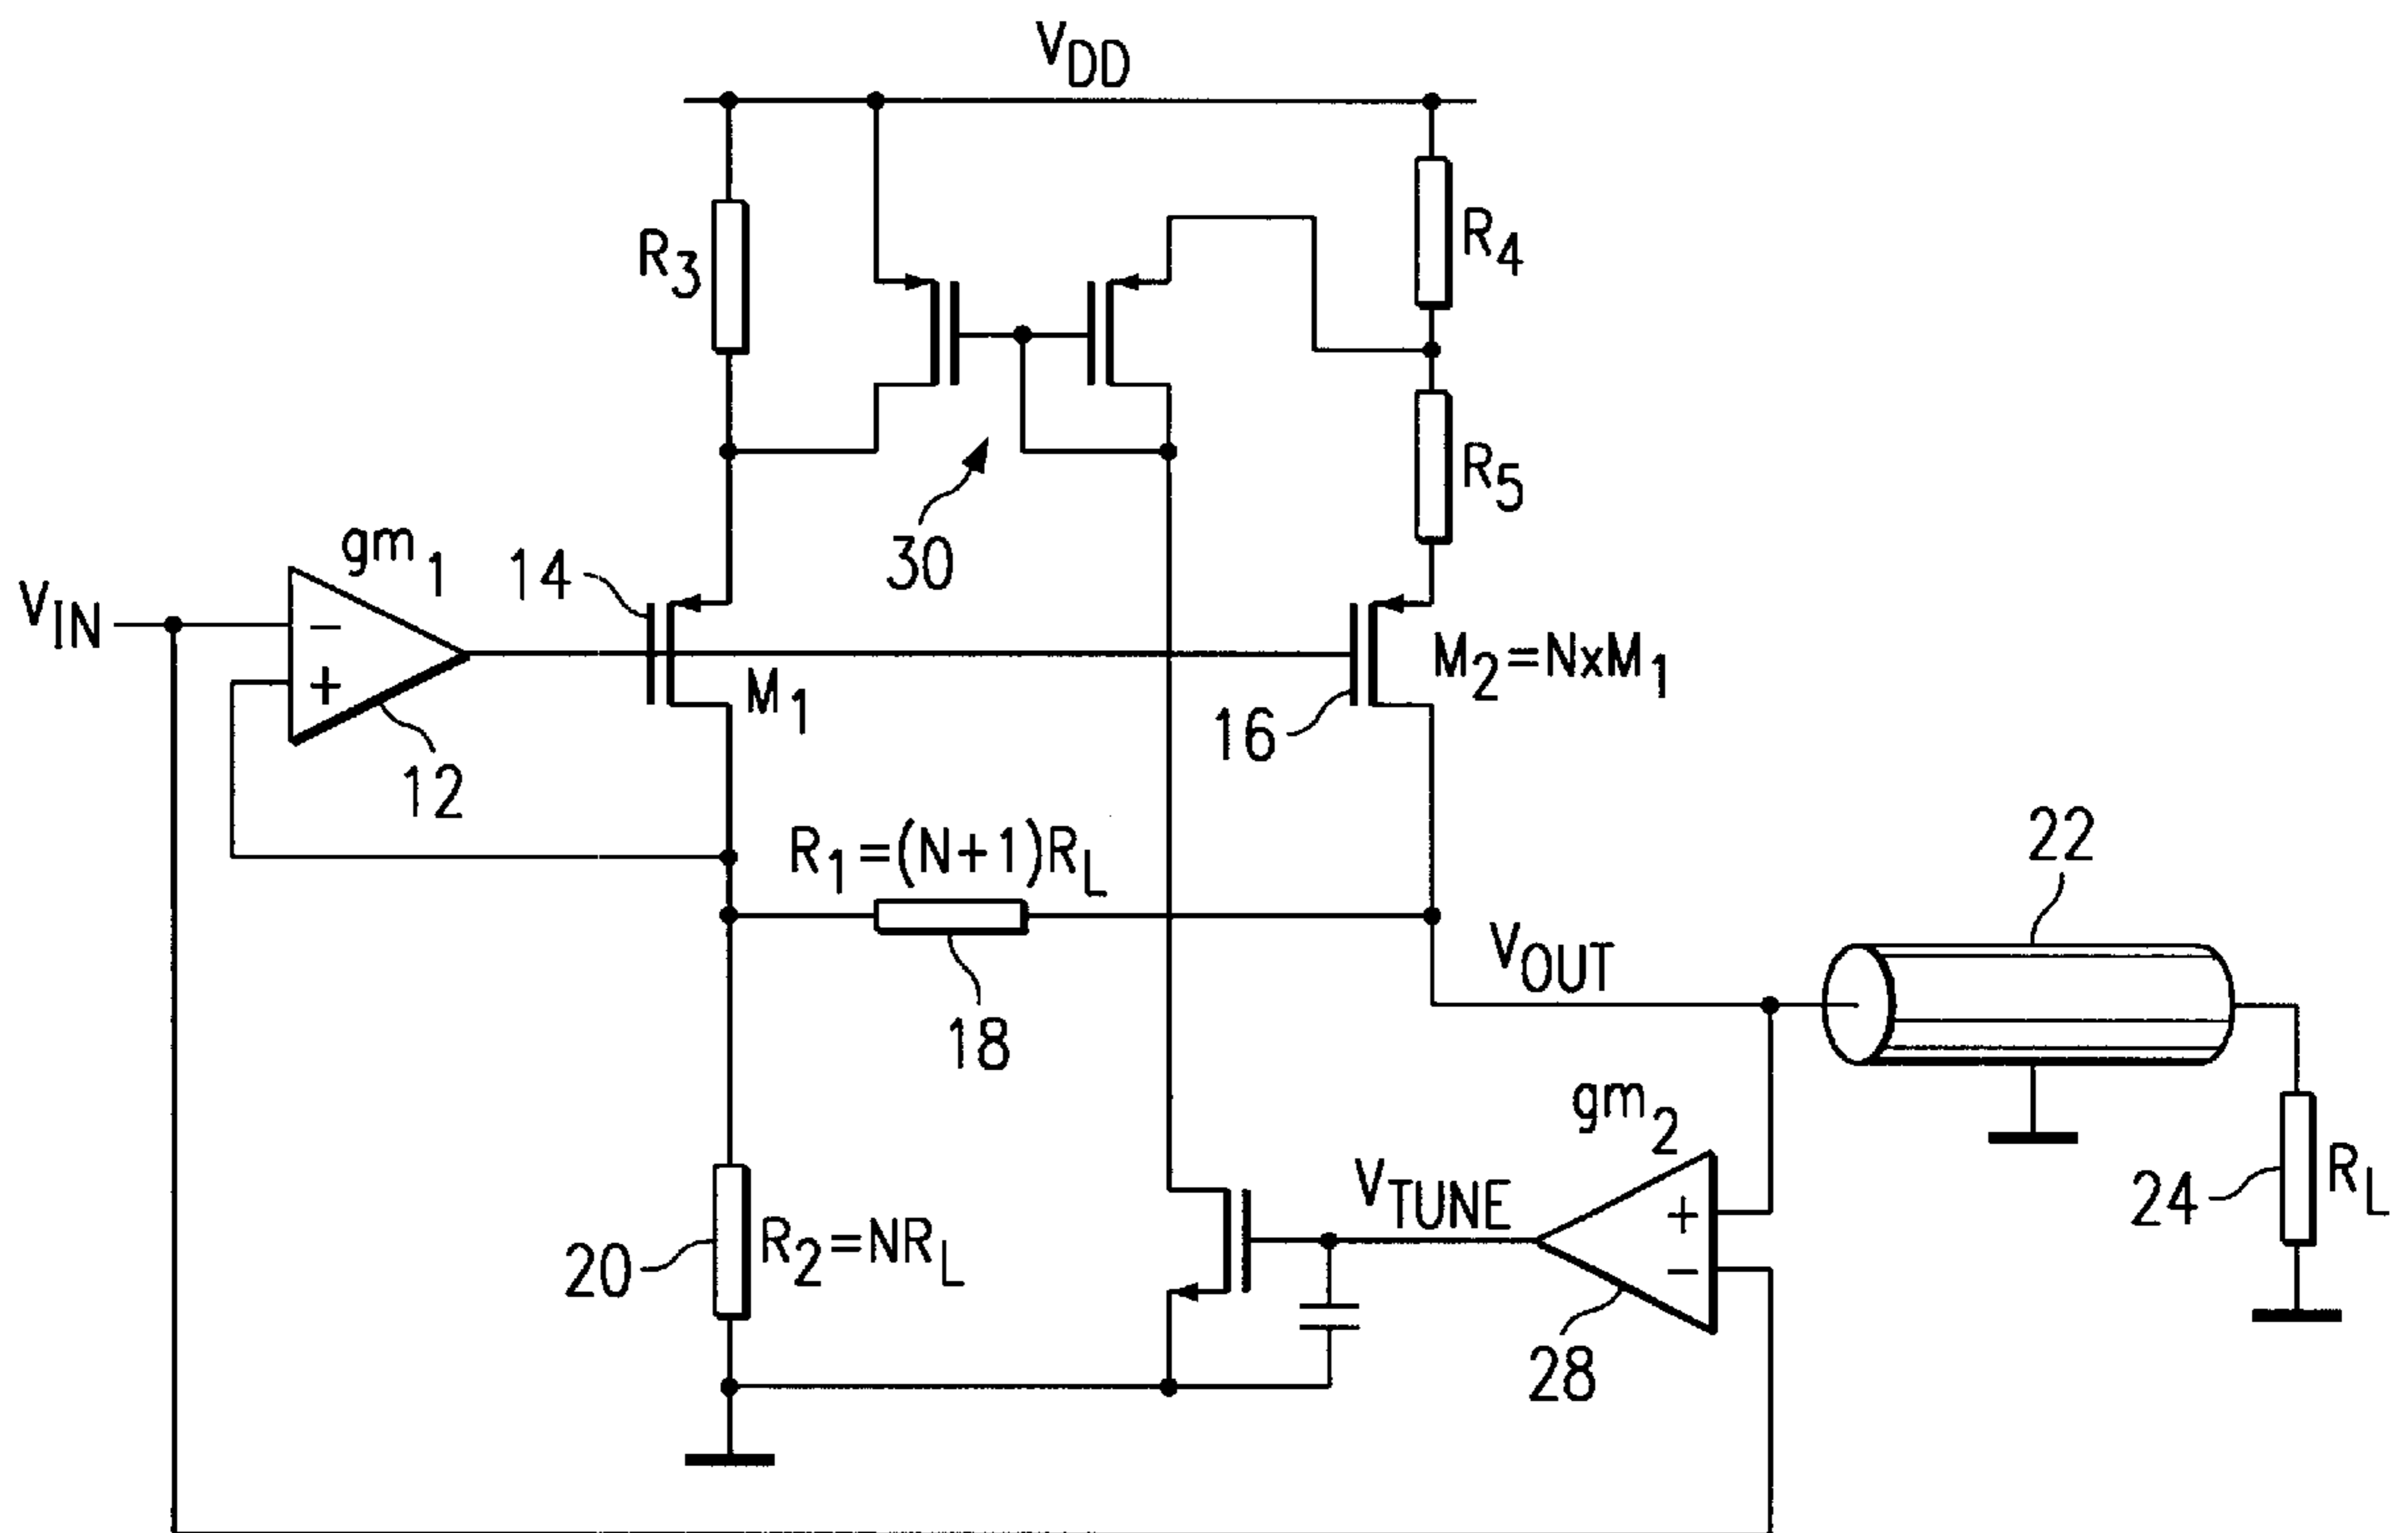 VDD
R3
R4
R5
30
gm1
14
VIN
−
+
12
M1
M2=NxM1
16
R1=(N+1)RL
18
VOUT
22
gm2
VTUNE
+
−
28
20
R2=NRL
24
RL